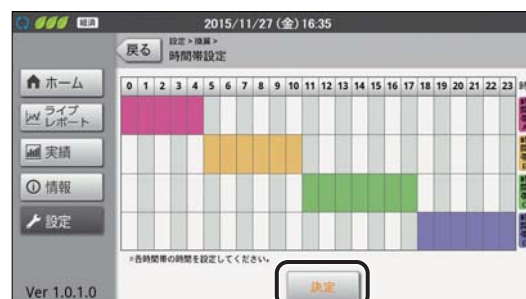 経済
2015/11/27 (金) 16:35
戻る
設定 > 換算 >
時間帯設定
ホーム
ライブ
レポート
実績
情報
設定
0 1 2 3 4 5 6 7 8 9 10 11 12 13 14 15 16 17 18 19 20 21 22 23
※各時間帯の時間を設定してください。
決定
Ver 1.0.1.0